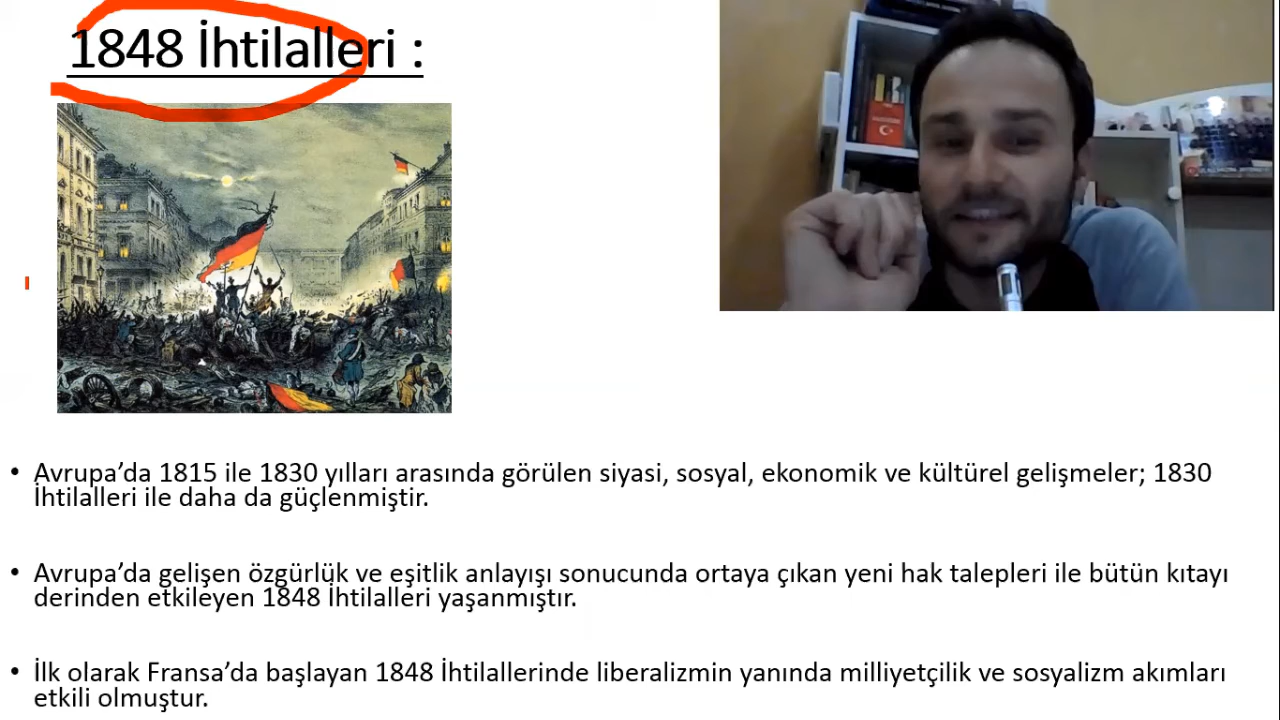 1848 İhtilalleri :
• Avrupa’da 1815 ile 1830 yılları arasında görülen siyasi, sosyal, ekonomik ve kültürel gelişmeler; 1830
İhtilalleri ile daha da güçlenmiştir.
• Avrupa’da gelişen özgürlük ve eşitlik anlayışı sonucunda ortaya çıkan yeni hak talepleri ile bütün kıtayı
derinden etkileyen 1848 İhtilalleri yaşanmıştır.
• İlk olarak Fransa’da başlayan 1848 İhtilallerinde liberalizmin yanında milliyetçilik ve sosyalizm akımları
etkili olmuştur.